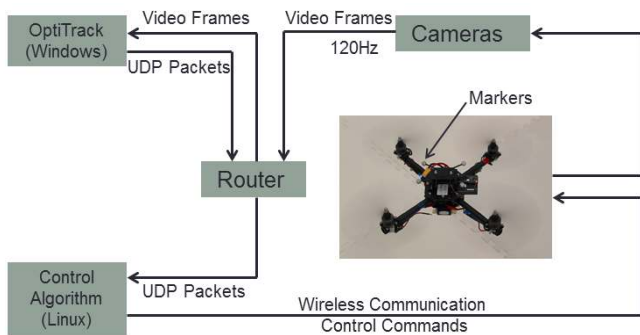 OptiTrack
(Windows)
Video Frames
UDP Packets
Video Frames
120Hz
Cameras
Markers
Router
Control
Algorithm
(Linux)
UDP Packets
Wireless Communication
Control Commands